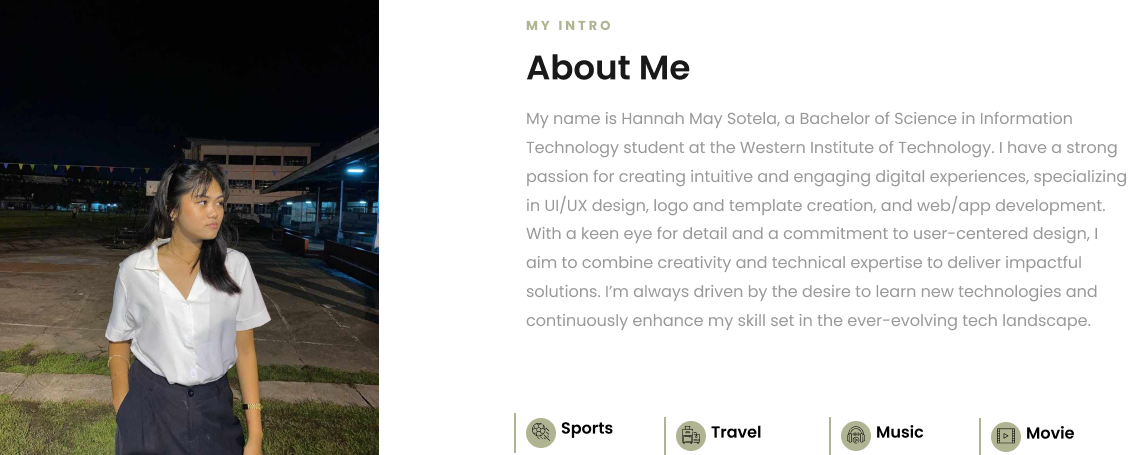 MY INTRO
About Me
My name is Hannah May Sotela, a Bachelor of Science in Information
Technology student at the Western Institute of Technology. I have a strong
passion for creating intuitive and engaging digital experiences, specializing
in UI/UX design, logo and template creation, and web/app development.
With a keen eye for detail and a commitment to user-centered design, I
aim to combine creativity and technical expertise to deliver impactful
solutions. I’m always driven by the desire to learn new technologies and
continuously enhance my skill set in the ever-evolving tech landscape.
Sports
Travel
Music
Movie